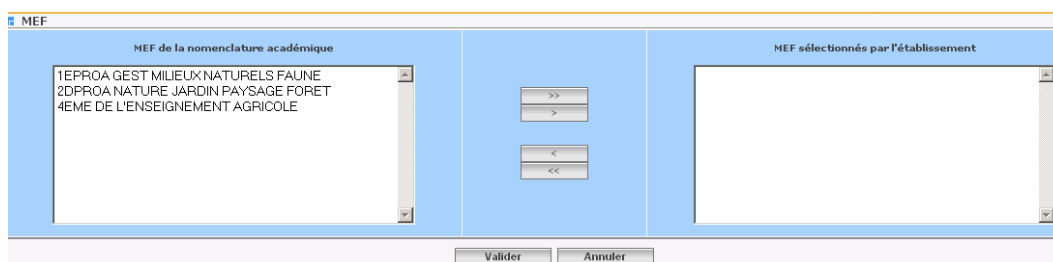 MEF
MEF de la nomenclature académique
MEF sélectionnés par l'établissement
1EPROA GEST MILIEUX NATURELS FAUNE
2DPROA NATURE JARDIN PAYSAGE FORET
4EME DE L'ENSEIGNEMENT AGRICOLE
>>
>
<
<<
Valider
Annuler